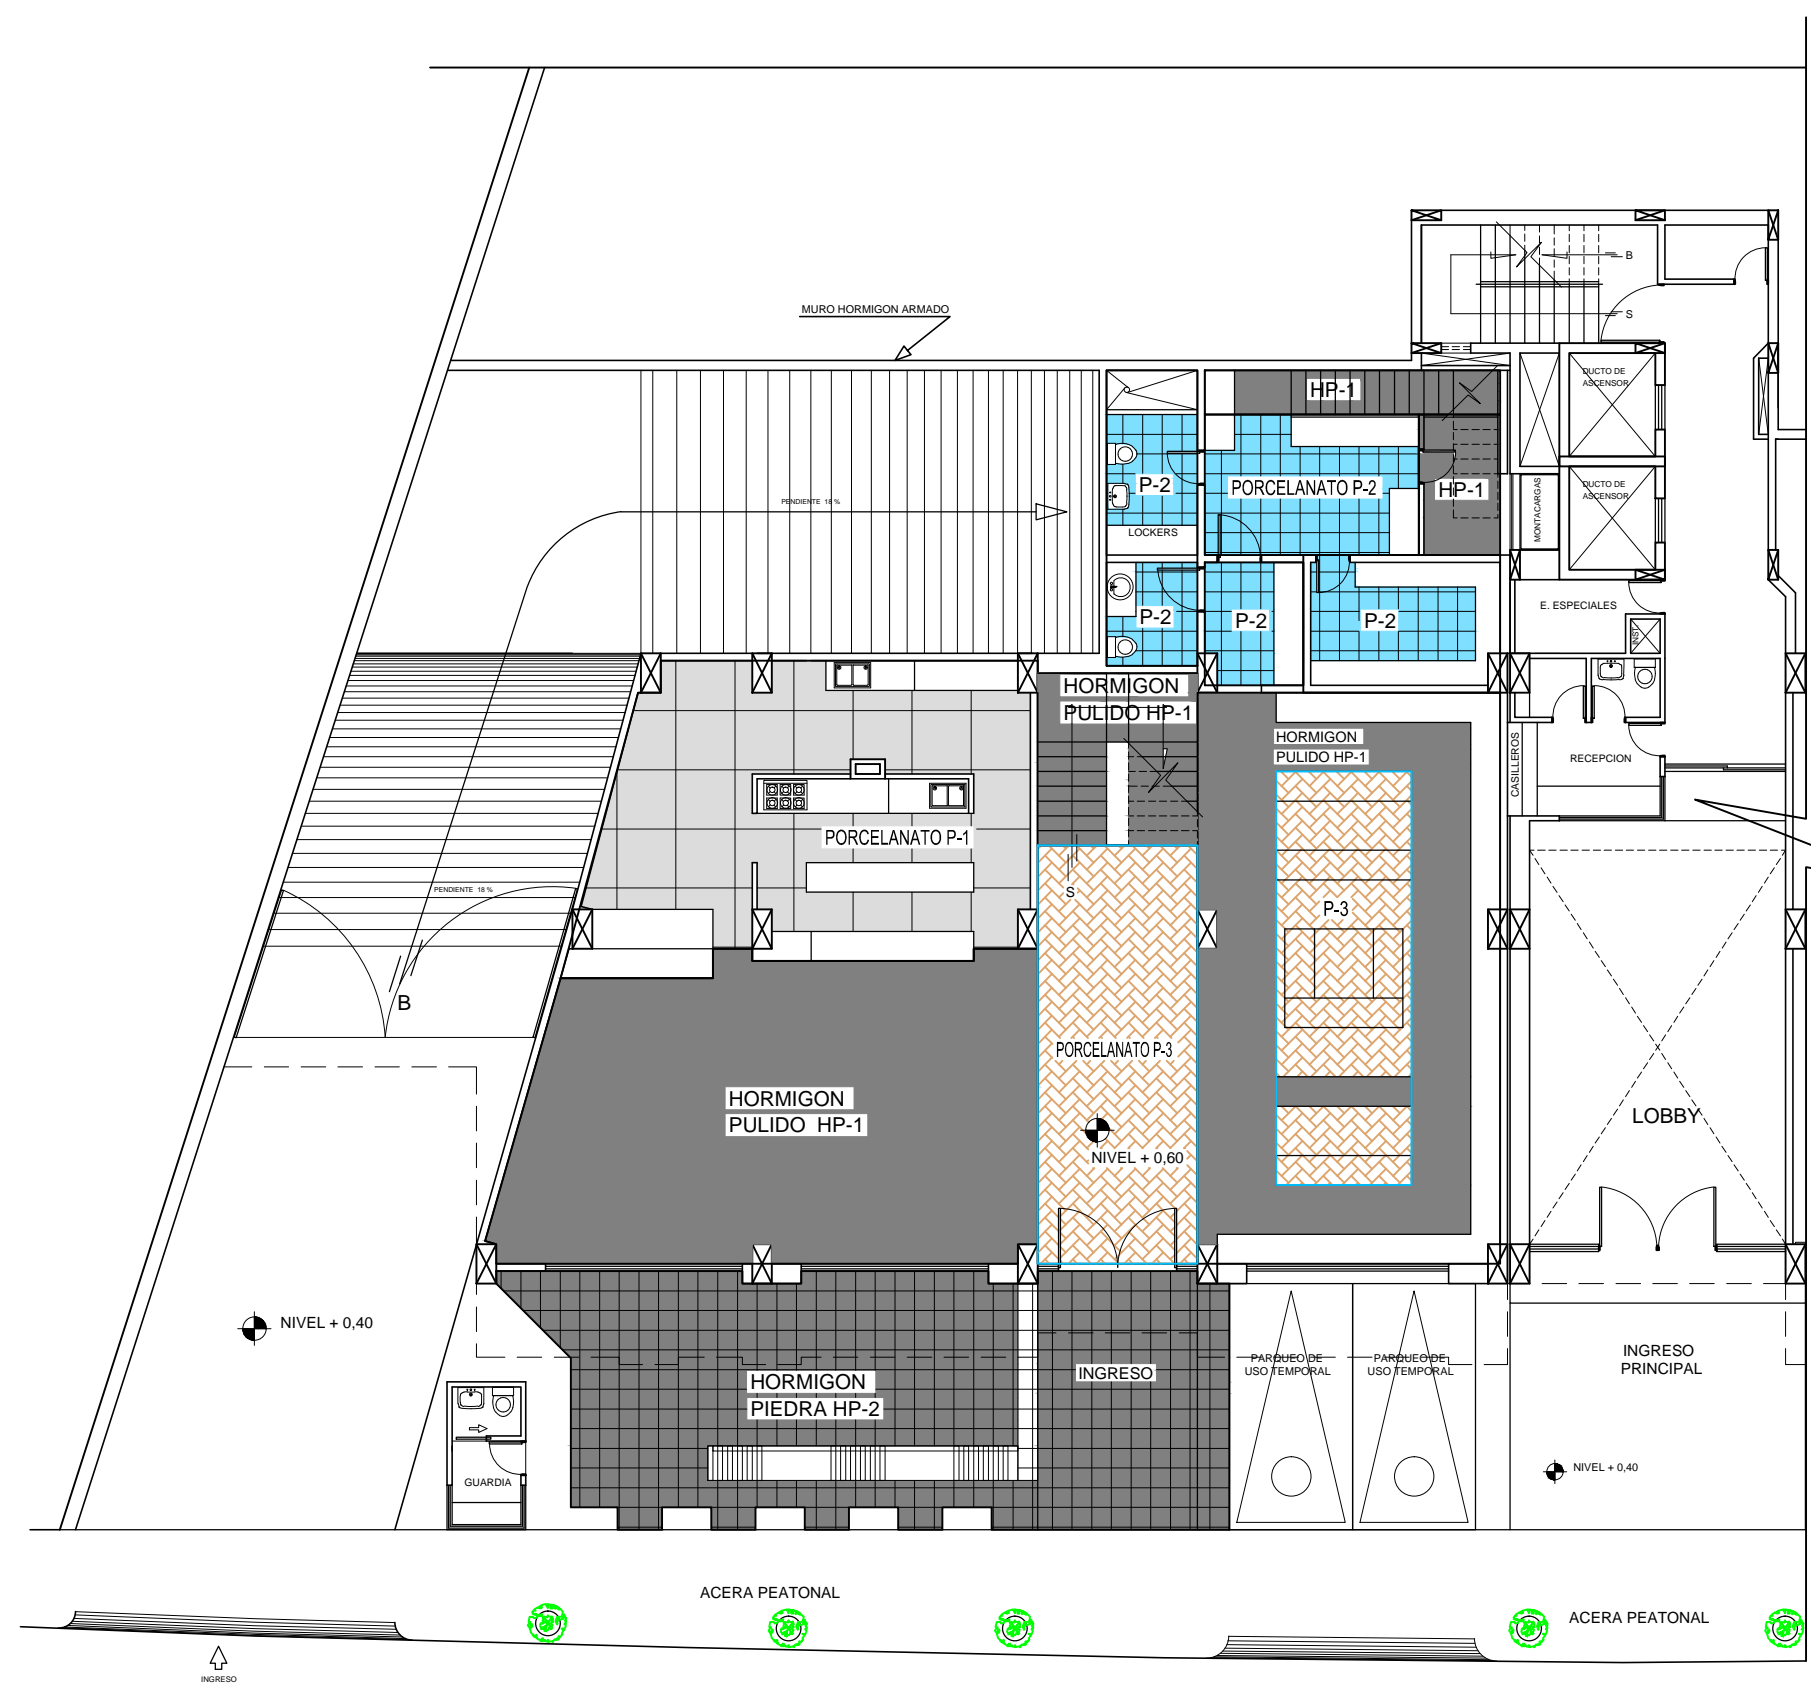 B
MURO HORMIGON ARMADO
S
DUCTO DE
ASCENSOR
HP-1
PORCELANATO P-2
P-2
HP-1
DUCTO DE
ASCENSOR
MONTACARGAS
PENDIENTE 18 %
LOCKERS
E. ESPECIALES
P-2
P-2
P-2
INST.
HORMIGON
PULIDO HP-1
HORMIGON
PULIDO HP-1
CASILLEROS
RECEPCION
PORCELANATO P-1
PENDIENTE 18 %
S
P-3
B
PORCELANATO P-3
HORMIGON
PULIDO HP-1
LOBBY
NIVEL + 0,60
NIVEL + 0,40
INGRESO
PRINCIPAL
PARQUEO DE
USO TEMPORAL
PARQUEO DE
USO TEMPORAL
INGRESO
HORMIGON
PIEDRA HP-2
NIVEL + 0,40
GUARDIA
ACERA PEATONAL
ACERA PEATONAL
INGRESO